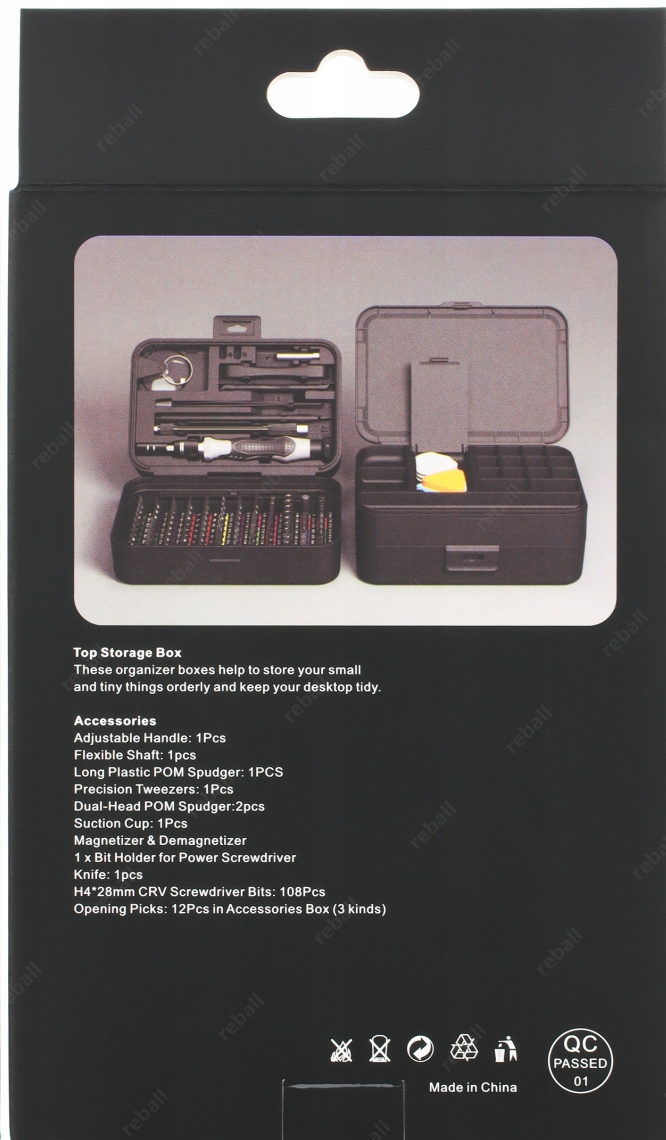 Top Storage Box
These organizer boxes help to store your small
and tiny things orderly and keep your desktop tidy.
Accessories
Adjustable Handle: 1Pcs
Flexible Shaft: 1pcs
Long Plastic POM Spudger: 1PCS
Precision Tweezers: 1Pcs
Dual-Head POM Spudger:2pcs
Suction Cup: 1Pcs
Magnetizer & Demagnetizer
1 x Bit Holder for Power Screwdriver
Knife: 1pcs
H4*28mm CRV Screwdriver Bits: 108Pcs
Opening Picks: 12Pcs in Accessories Box (3 kinds)
QC
PASSED
01
Made in China
reball